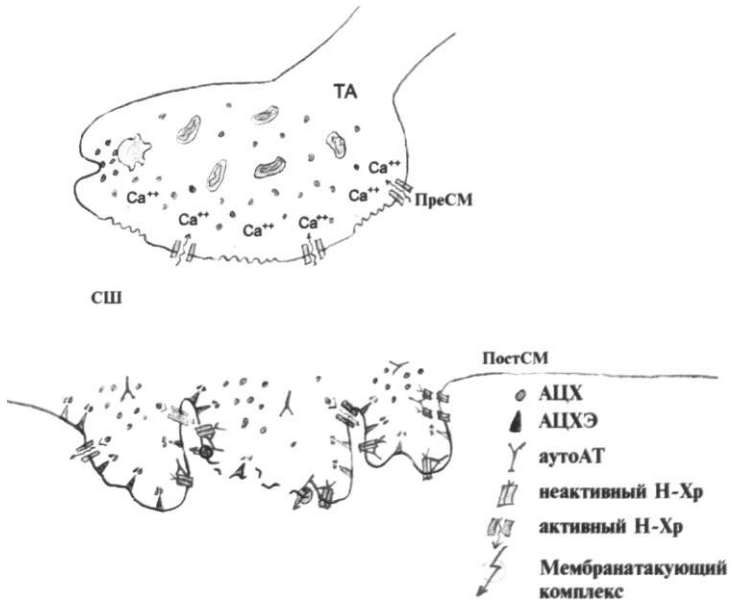 ТА
Ca⁺⁺
ПреСМ
Ca⁺⁺
Ca⁺⁺
Ca⁺⁺
Ca⁺⁺
Ca⁺⁺
СШ
ПостСМ
АЦХ
АЦХЭ
аутоАТ
неактивный Н-Хр
активный Н-Хр
Мембранатакующий
комплекс